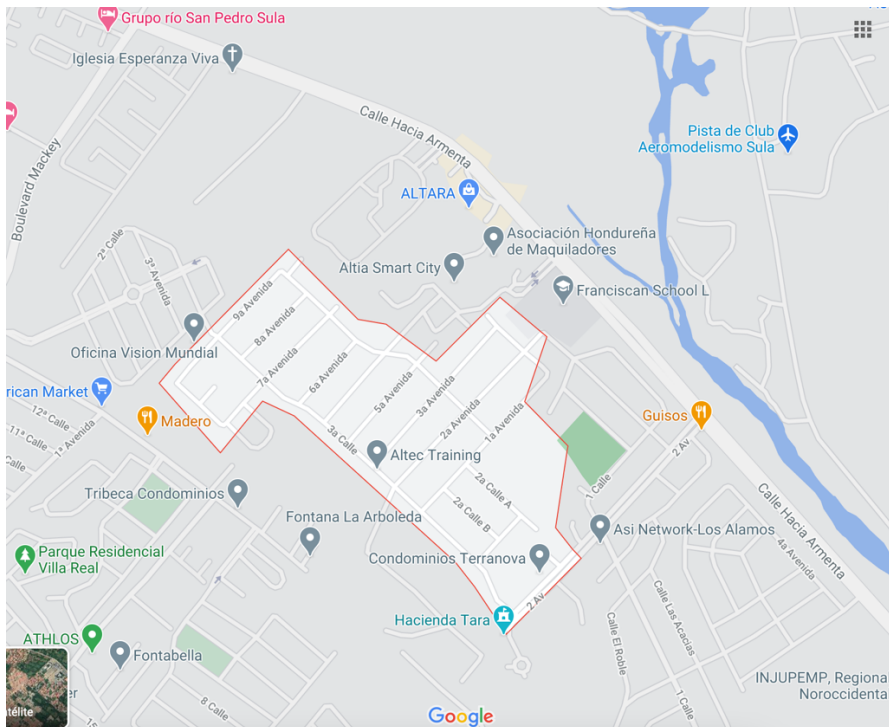 Grupo río San Pedro Sula
Iglesia Esperanza Viva
Calle Hacia Armenta
Boulevard Mackey
Pista de Club
Aeromodelismo Sula
ALTARA
Asociación Hondureña
de Maquiladores
2ª Calle
3ª Avenida
Altia Smart City
Franciscan School L
9a Avenida
8a Avenida
7a Avenida
6a Avenida
5a Avenida
3a Avenida
2a Avenida
1a Avenida
Oficina Vision Mundial
rican Market
12ª Calle
11ª Calle
1ª Avenida
Madero
Guisos
2 Av.
3a Calle
Altec Training
2a Calle A
2a Calle B
1 Calle
Tribeca Condominios
Fontana La Arboleda
Asi Network-Los Alamos
Calle Hacia Armenta
4a Avenida
Parque Residencial
Villa Real
Condominios Terranova
2 Av.
Hacienda Tara
Calle El Roble
Calle Las Acacias
ATHLOS
Fontabella
télite
8 Calle
1 Calle
INJUPEMP, Regional
Noroccidental
Google